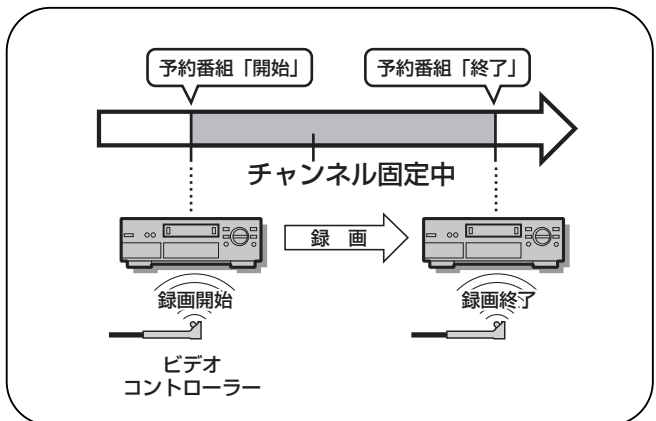 予約番組「開始」
予約番組「終了」
チャンネル固定中
録 画
録画開始
録画終了
ビデオ
コントローラー